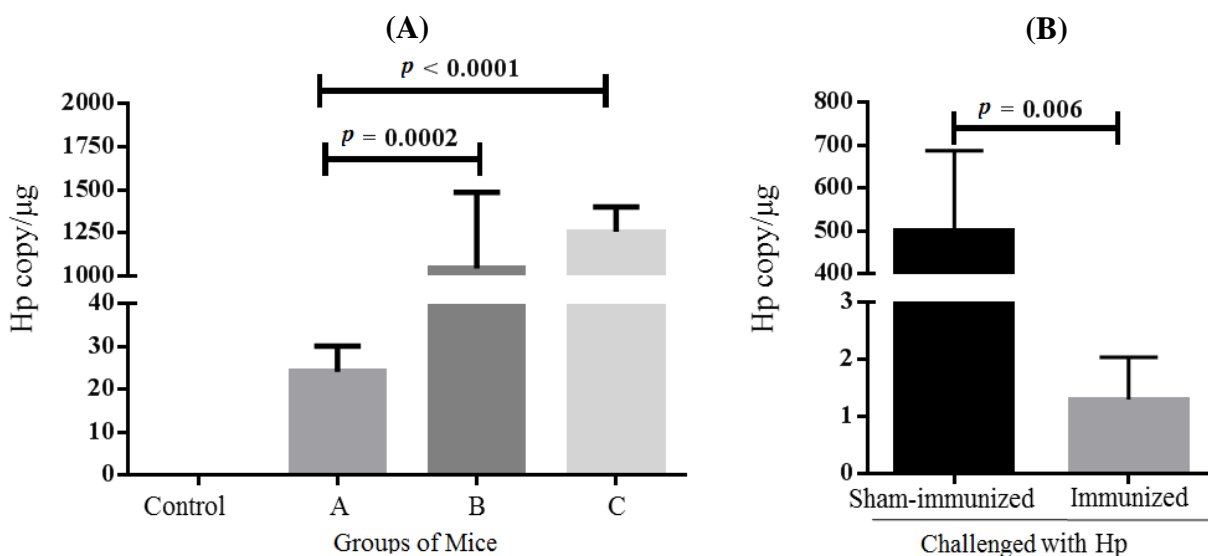 (A)
p < 0.0001
p = 0.0002
Hp copy/µg
2000
1750
1500
1250
1000
40
30
20
10
0
Control A B C
Groups of Mice
(B)
p = 0.006
Hp copy/µg
800
700
600
500
400
3
2
1
0
Sham-immunized Immunized
Challenged with Hp